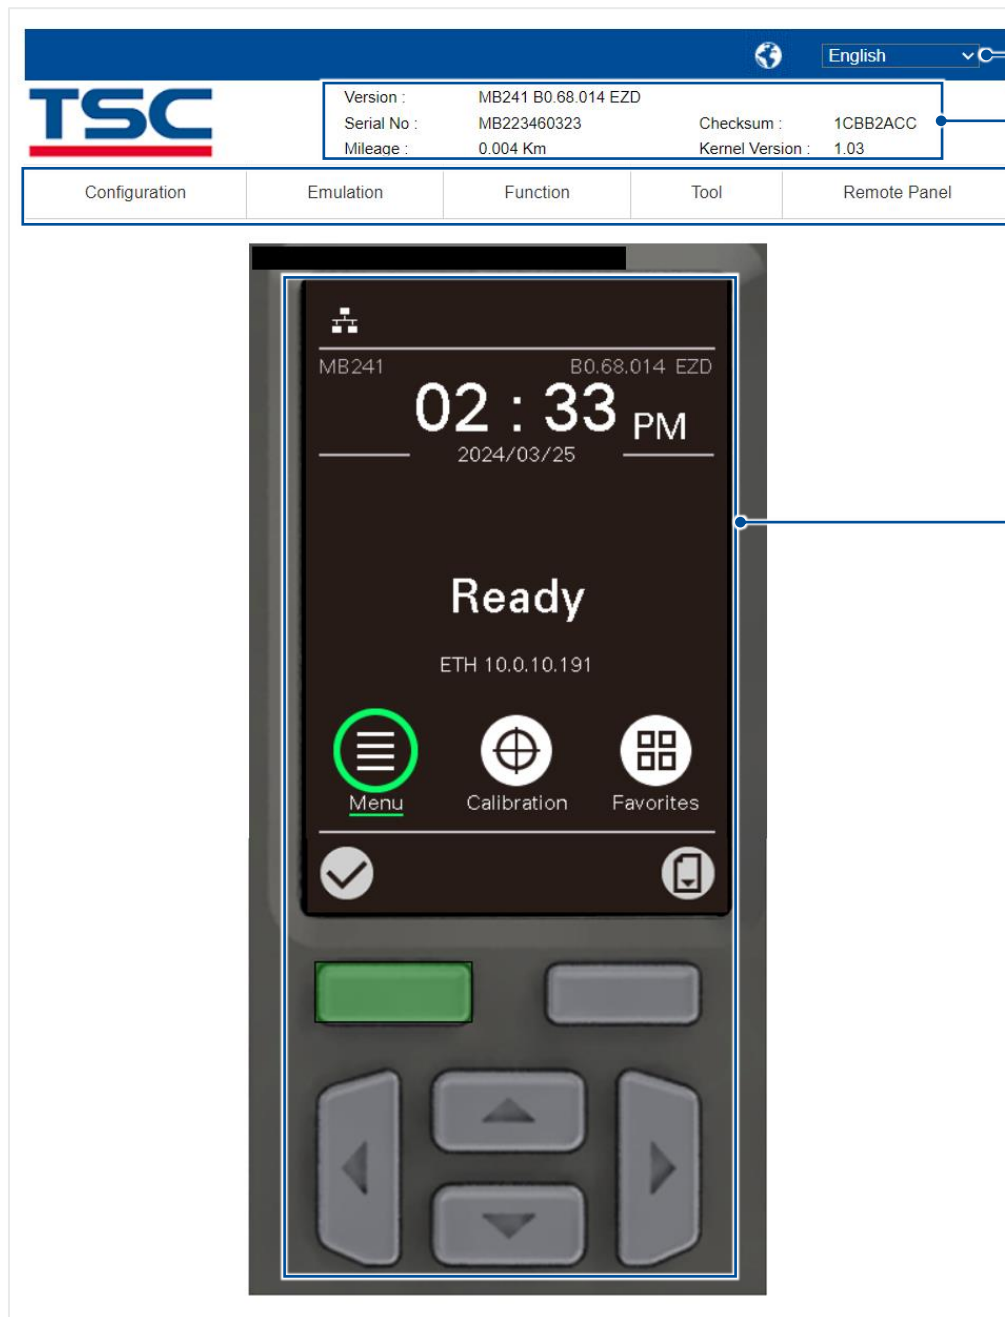 English
TSC
Version : MB241 B0.68.014 EZD
Serial No : MB223460323 Checksum : 1CBB2ACC
Mileage : 0.004 Km Kernel Version : 1.03
Configuration Emulation Function Tool Remote Panel
MB241 B0.68.014 EZD
02 : 33 PM
2024/03/25
Ready
ETH 10.0.10.191
Menu Calibration Favorites